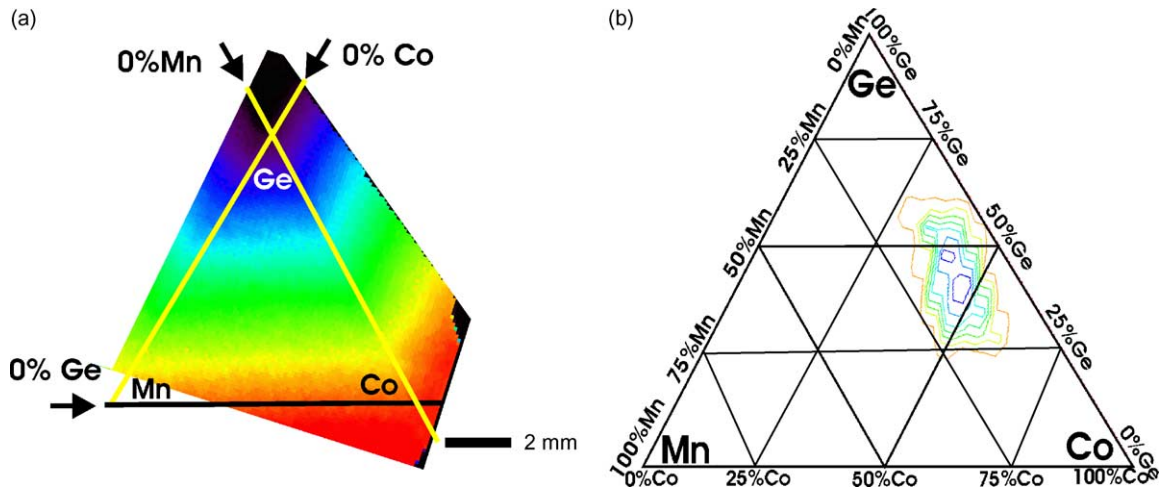 (a)
0%Mn
0% Co
Ge
0% Ge
Mn
Co
2 mm
(b)
0%Mn
100%Ge
Ge
25%Mn
75%Ge
50%Mn
50%Ge
75%Mn
25%Ge
100%Mn
Mn
Co
0%Ge
0%Co
25%Co
50%Co
75%Co
100%Co